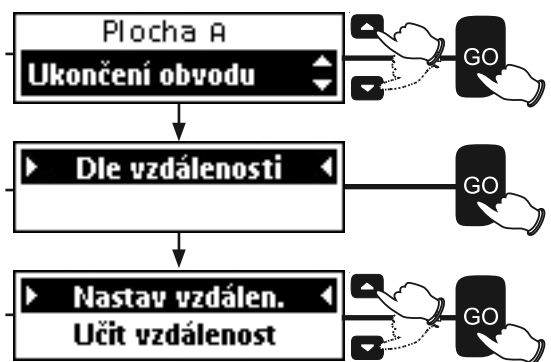 Plocha A
Ukončení obvodu
GO
Dle vzdálenosti
GO
Nastav vzdálen.
Učit vzdálenost
GO